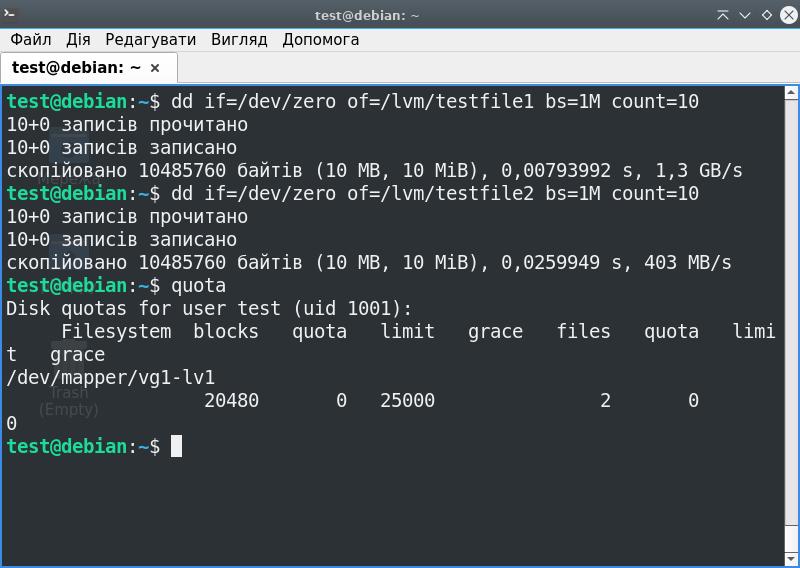 test@debian: ~
Файл Дія Редагувати Вигляд Допомога
test@debian: ~ ×
test@debian:~$ dd if=/dev/zero of=/lvm/testfile1 bs=1M count=10
10+0 записів прочитано
10+0 записів записано
скопійовано 10485760 байтів (10 MB, 10 MiB), 0,00793992 s, 1,3 GB/s
test@debian:~$ dd if=/dev/zero of=/lvm/testfile2 bs=1M count=10
10+0 записів прочитано
10+0 записів записано
скопійовано 10485760 байтів (10 MB, 10 MiB), 0,0259949 s, 403 MB/s
test@debian:~$ quota
Disk quotas for user test (uid 1001):
     Filesystem  blocks   quota   limit   grace   files   quota   limi
t   grace
/dev/mapper/vg1-lv1
                  20480       0   25000               2       0
0
test@debian:~$
Trash
(Empty)